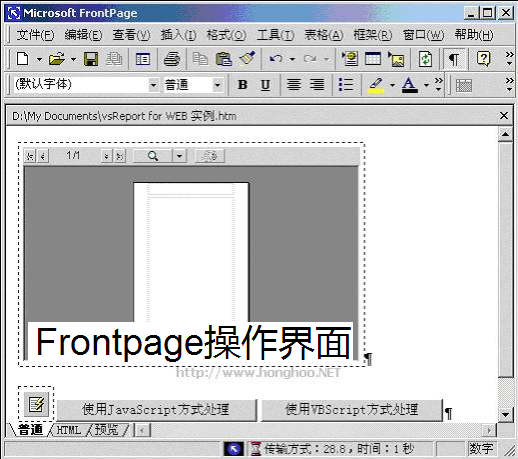 Microsoft FrontPage
文件(F) 编辑(E) 查看(V) 插入(I) 格式(O) 工具(T) 表格(A) 框架(R) 窗口(W) 帮助(H)
(默认字体) 普通 B U A
D:\My Documents\vsReport for WEB 实例.htm
1/1
Frontpage操作界面
http://www.honghoo.NET
使用JavaScript方式处理 使用VBScript方式处理
普通 HTML 预览
传输方式：28.8，时间：1 秒 数字